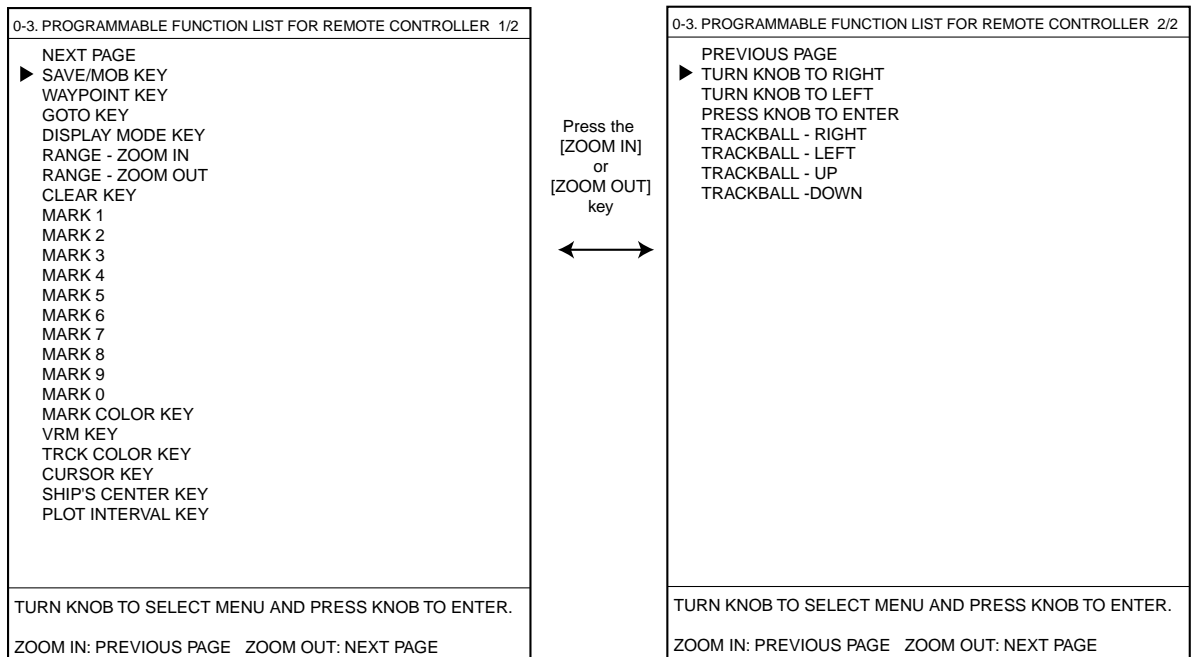 0-3. PROGRAMMABLE FUNCTION LIST FOR REMOTE CONTROLLER 1/2
NEXT PAGE
SAVE/MOB KEY
WAYPOINT KEY
GOTO KEY
DISPLAY MODE KEY
RANGE - ZOOM IN
RANGE - ZOOM OUT
CLEAR KEY
MARK 1
MARK 2
MARK 3
MARK 4
MARK 5
MARK 6
MARK 7
MARK 8
MARK 9
MARK 0
MARK COLOR KEY
VRM KEY
TRCK COLOR KEY
CURSOR KEY
SHIP'S CENTER KEY
PLOT INTERVAL KEY
TURN KNOB TO SELECT MENU AND PRESS KNOB TO ENTER.
ZOOM IN: PREVIOUS PAGE ZOOM OUT: NEXT PAGE
Press the
[ZOOM IN]
or
[ZOOM OUT]
key
0-3. PROGRAMMABLE FUNCTION LIST FOR REMOTE CONTROLLER 2/2
PREVIOUS PAGE
TURN KNOB TO RIGHT
TURN KNOB TO LEFT
PRESS KNOB TO ENTER
TRACKBALL - RIGHT
TRACKBALL - LEFT
TRACKBALL - UP
TRACKBALL -DOWN
TURN KNOB TO SELECT MENU AND PRESS KNOB TO ENTER.
ZOOM IN: PREVIOUS PAGE ZOOM OUT: NEXT PAGE